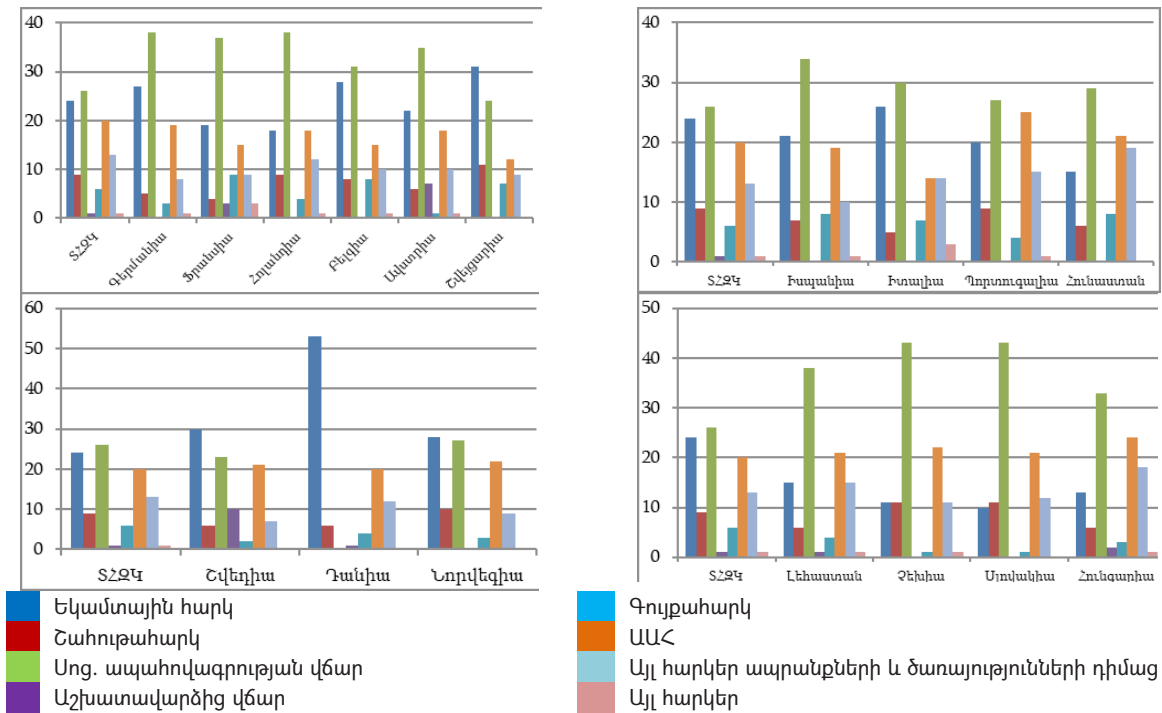 40
30
20
10
0
ՏՀԶԿ Գերմանիա Ֆրանսիա Հոլանդիա Բելգիա Ավստրիա Շվեյցարիա
40
30
20
10
0
ՏՀԶԿ Իսպանիա Իտալիա Պորտուգալիա Հունաստան
60
50
40
30
20
10
0
ՏՀԶԿ Շվեդիա Դանիա Նորվեգիա
50
40
30
20
10
0
ՏՀԶԿ Լեհաստան Չեխիա Սլովակիա Հունգարիա
Եկամտային հարկ
Շահութահարկ
Սոց. ապահովագրության վճար
Աշխատավարձից վճար
Գույքահարկ
ԱԱՀ
Այլ հարկեր ապրանքների և ծառայությունների դիմաց
Այլ հարկեր